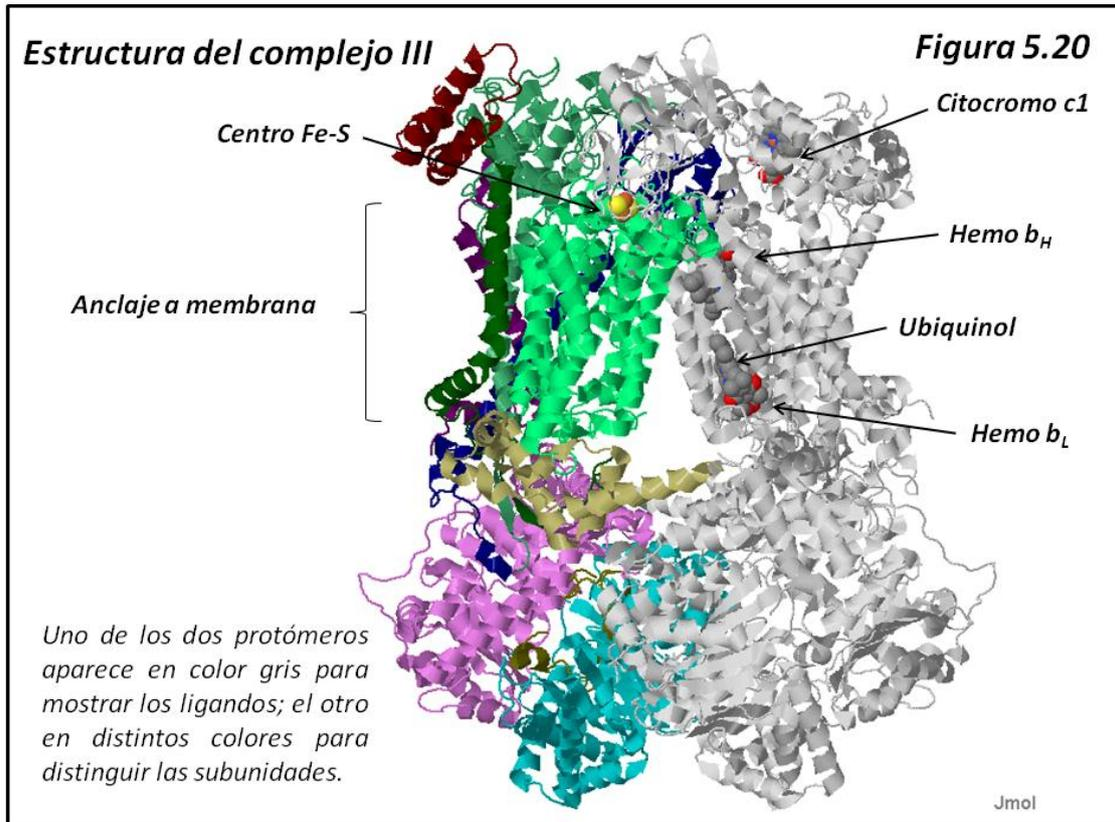 Estructura del complejo III
Figura 5.20
Citocromo c1
Centro Fe-S
Hemo bH
Anclaje a membrana
Ubiquinol
Hemo bL
Uno de los dos protómeros
aparece en color gris para
mostrar los ligandos; el otro
en distintos colores para
distinguir las subunidades.
Jmol